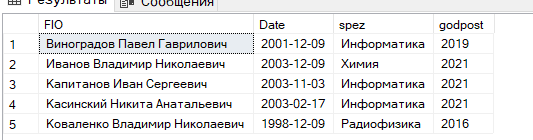 Результаты Сообщения
FIO Date spez godpost
1 Виноградов Павел Гаврилович 2001-12-09 Информатика 2019
2 Иванов Владимир Николаевич 2003-12-09 Химия 2021
3 Капитанов Иван Сергеевич 2003-11-03 Информатика 2021
4 Касинский Никита Анатальевич 2003-02-17 Информатика 2021
5 Коваленко Владимир Николаевич 1998-12-09 Радиофизика 2016